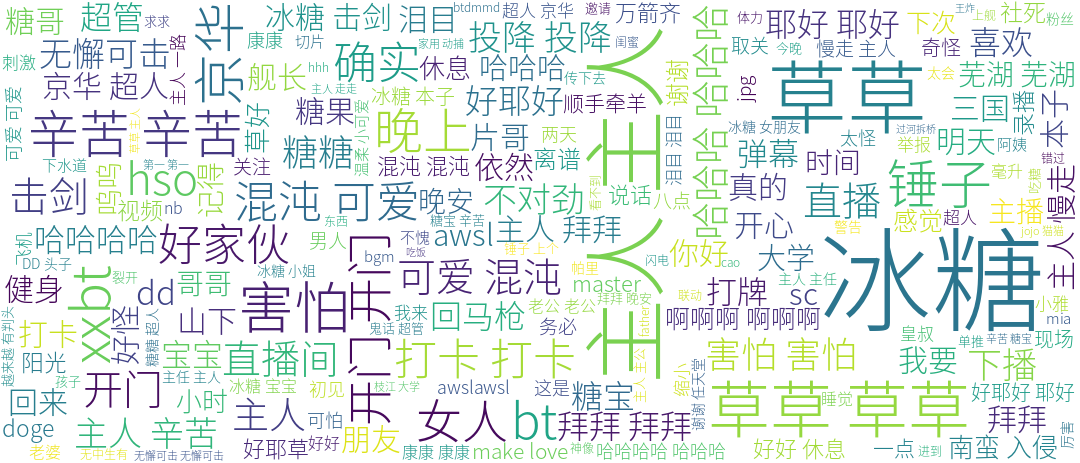 糖哥 超管 求求 冰糖 击剑 泪目 btdmmd 超人 京华 邀请 万箭齐 耶好 耶好 下次 王炸 上舰 社死 粉丝
刺激 无懈可击 康康 切片 家用 动捕 投降 投降 闺蜜 体力 取关 今晚 慢走 主人 奇怪 喜欢
京华 超人 主人 一路 京华 舰长 hhh 确实 休息 哈哈哈 传下去 谢谢 哈哈哈哈 jpg 草草 太会 芜湖 芜湖
可爱 可爱 辛苦 辛苦 草好 主人 走走 糖果 冰糖 本子 好耶好 顺手牵羊 三国 录播 本子
草草 主人 晚上 片哥 两天 主人 主人 泪目 泪目 冰糖 女朋友 太怪 过河拆桥 举报 明天 阿姨
下水道 第一 第一 关注 糖糖 温柔 小可爱 混沌 混沌 依然 离谱 弹幕 时间 错过
击剑 hso 呜呜 记得 混沌 可爱 晚安 不对劲 说话 看不到 八点 真的 直播 锤子 毫升 吃糖
视频 nb 东西 糖宝 辛苦 感觉 超人 主播 主人 慢走
飞机 哈哈哈哈 好家伙 男人 不愧 吃饭 awsl 主人 拜拜 锤子 上个 你好 开心 警告 jojo 猫猫
DD 头子 裂开 xxbt 哥哥 冰糖 小姐 bgm 可爱 混沌 帕里 闪电 cao 大学 冰糖
健身 dd 害怕 开门 开门 我来 master 拜拜 晚安 联动 打牌 主人 主任 sc
越来越 有判头 打卡 好怪 糖糖 超人 山下 鬼话 超管 回马枪 老公 老公 务必 father 啊啊啊 啊啊啊 皇叔 小雅 mia
阳光 宝宝 直播间 打卡 打卡 主人 主公 缩小 害怕 害怕 我要 单推 辛苦 糖宝 现场
孩子 开门 主任 主人 冰糖 宝宝 初见 枝江 大学 awslawsl 这是 糖宝 谢谢 任天堂 下播
回来 小时 主人 可怕 女人 bt 拜拜 拜拜 草草 草草 睡觉 好耶好 耶好
doge 主人 辛苦 朋友 拜拜
老婆 无中生有 无懈可击 无懈可击 好耶草 好好 康康 康康 make love 神像 哈哈哈哈 哈哈哈 好好 休息 一点 进到 南蛮 入侵 厉害